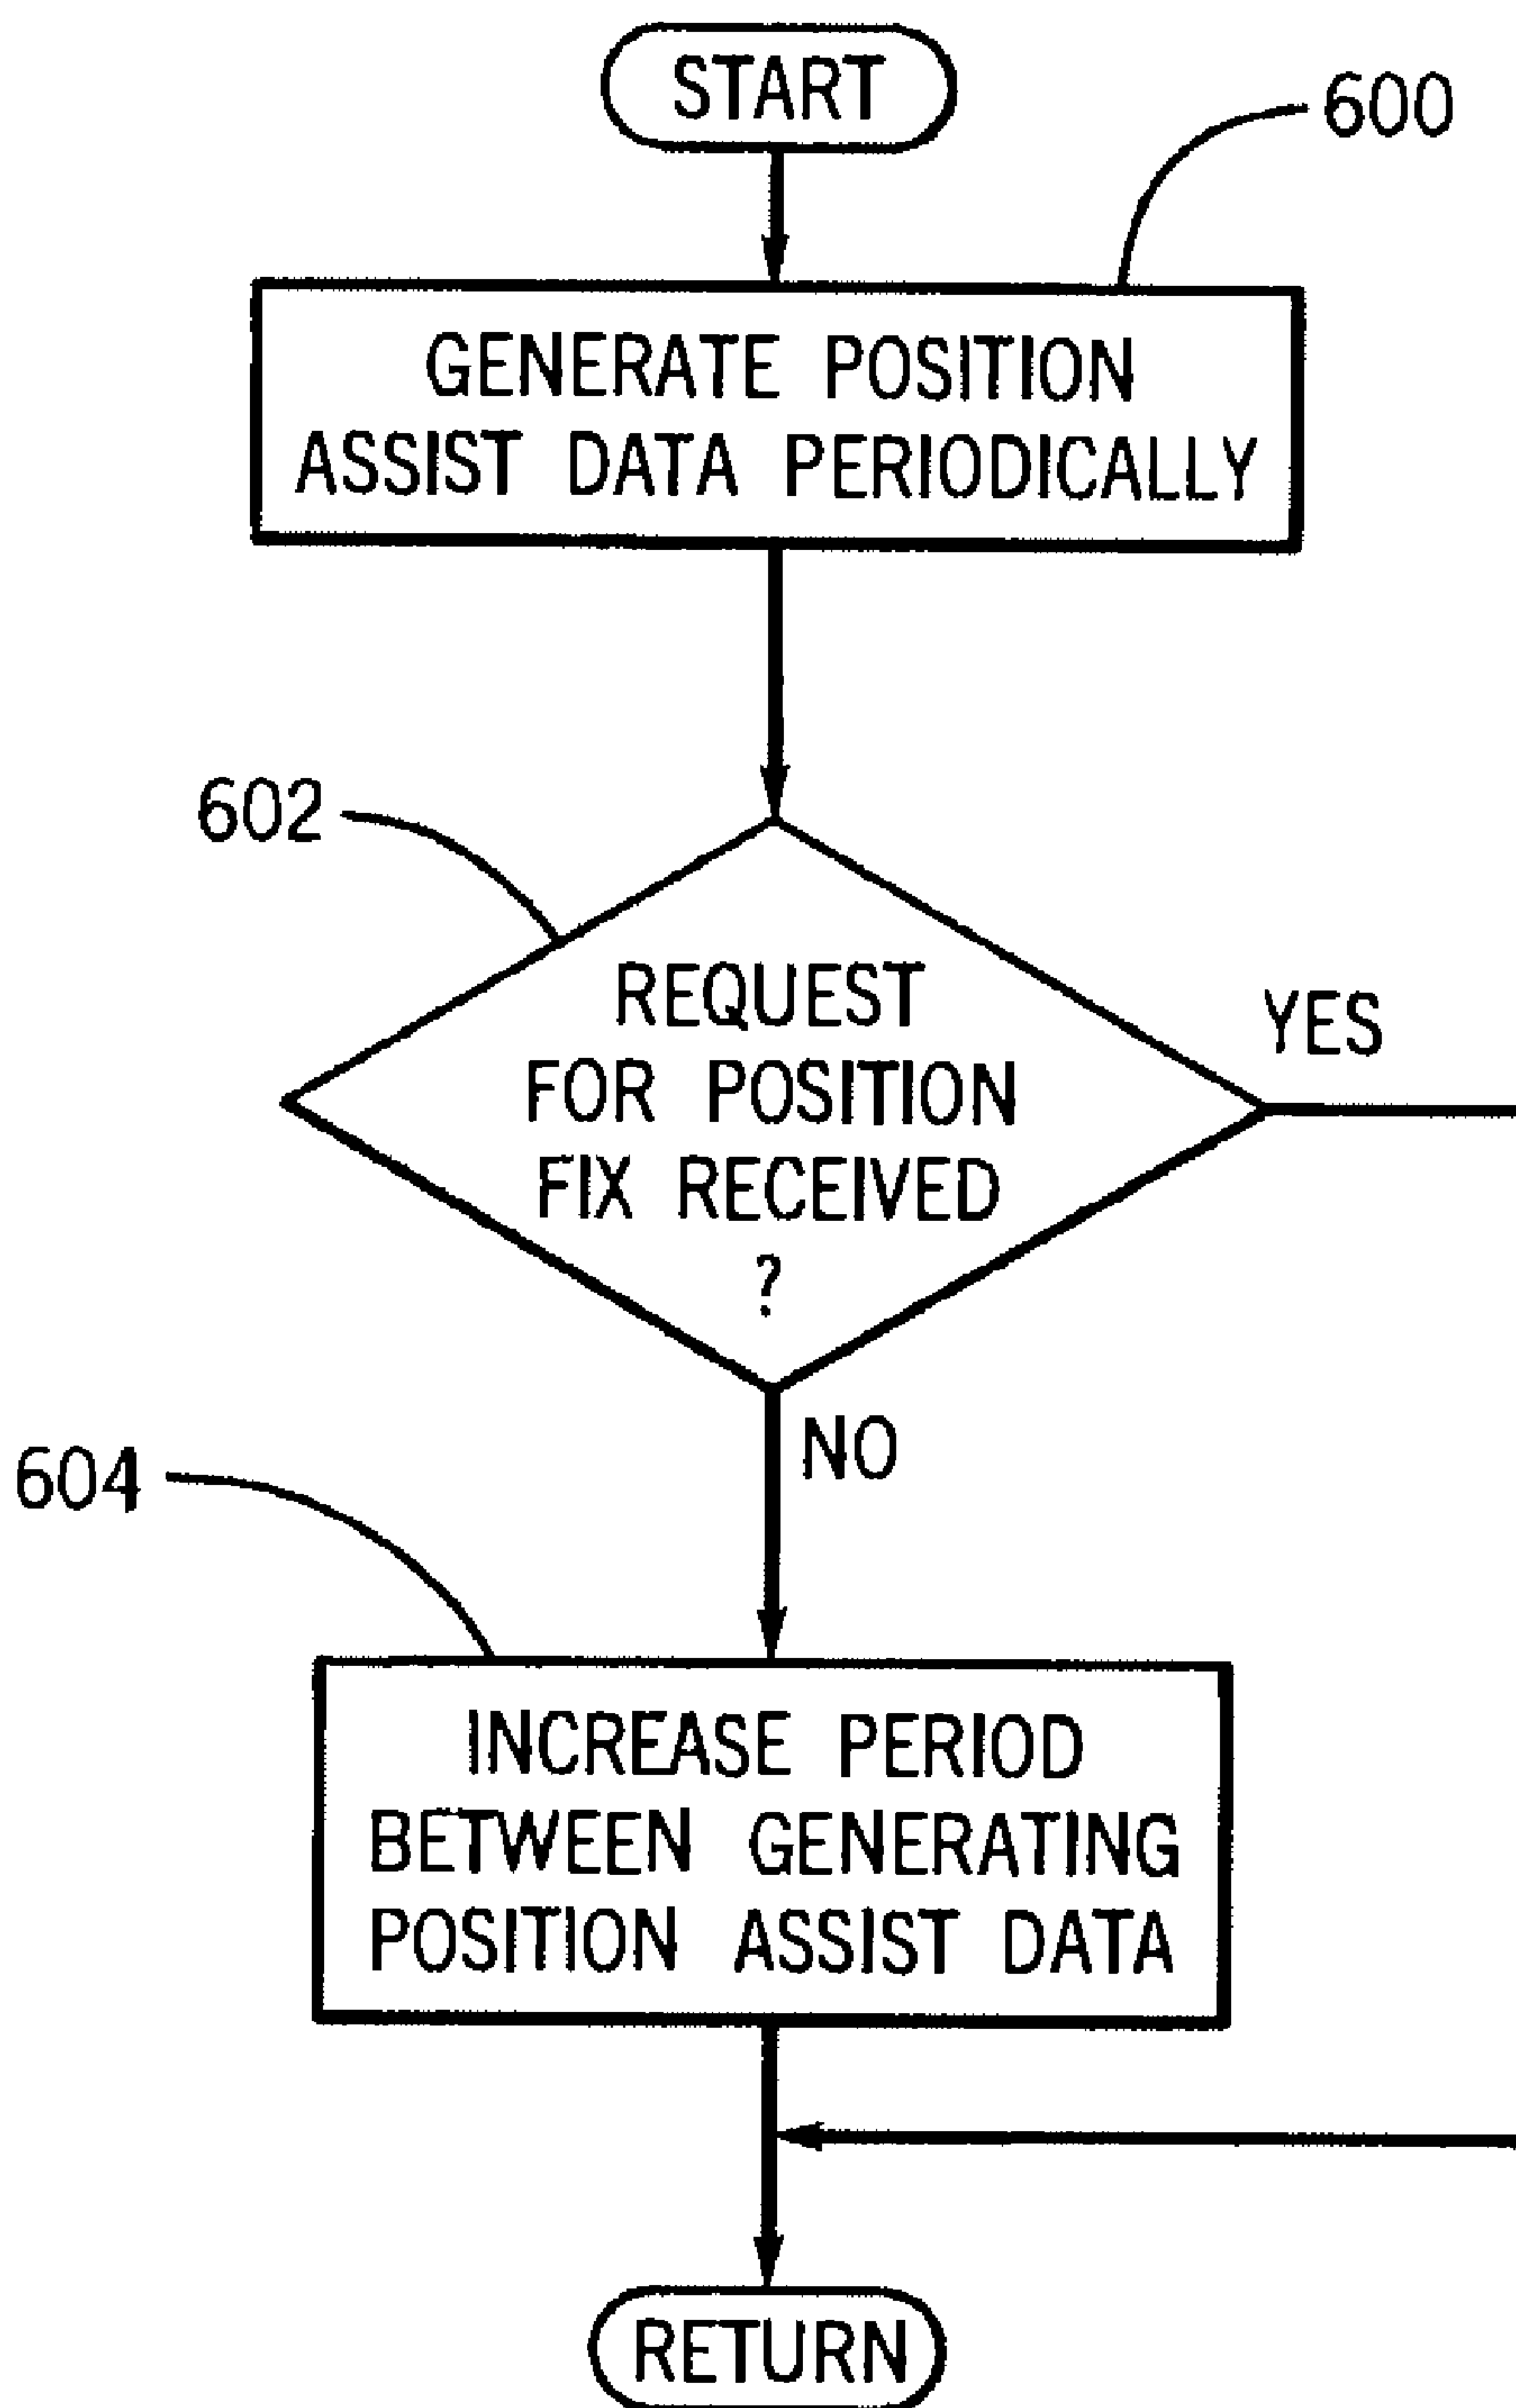 START
600
GENERATE POSITION
ASSIST DATA PERIODICALLY
602
REQUEST
FOR POSITION
FIX RECEIVED
?
YES
NO
604
INCREASE PERIOD
BETWEEN GENERATING
POSITION ASSIST DATA
RETURN